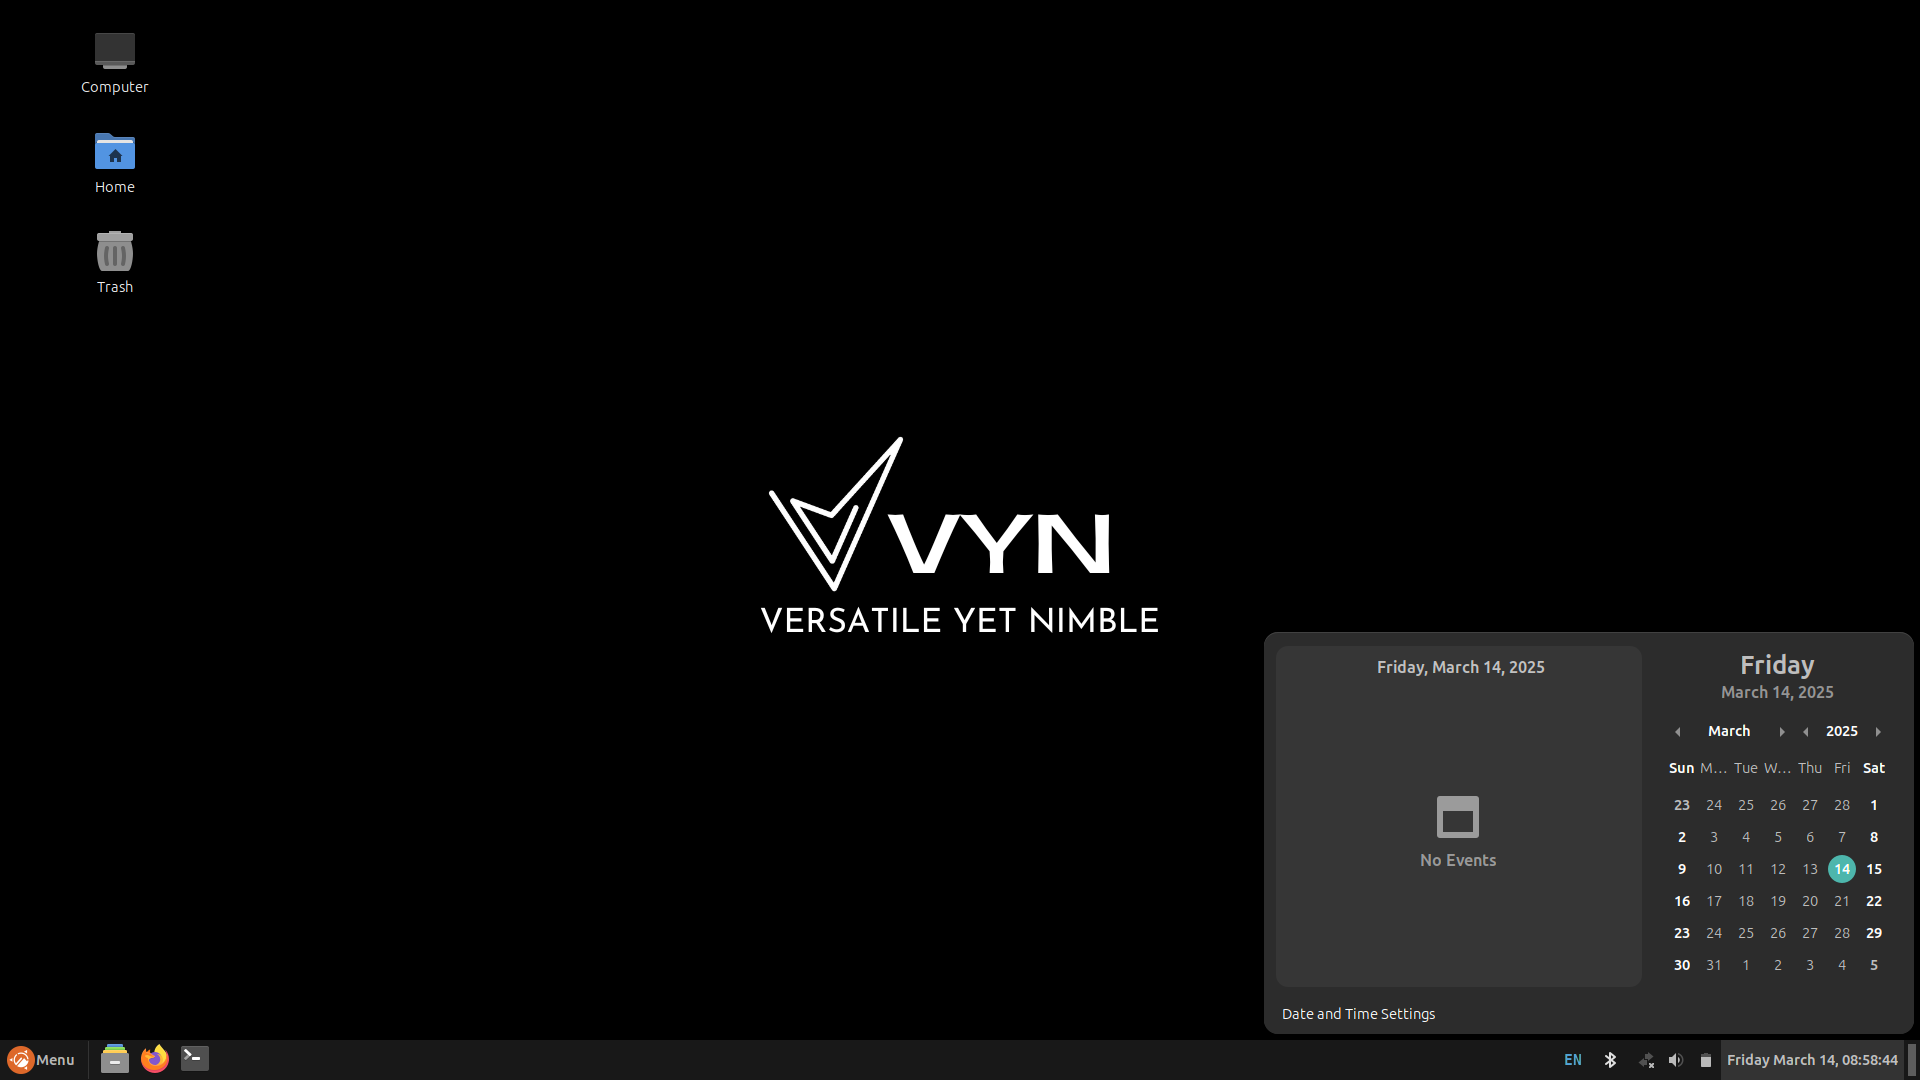 Computer
Home
Trash
VYN
VERSATILE YET NIMBLE
Friday, March 14, 2025
No Events
Date and Time Settings
Friday
March 14, 2025
March 2025
Sun M... Tue W... Thu Fri Sat
23 24 25 26 27 28 1
2 3 4 5 6 7 8
9 10 11 12 13 14 15
16 17 18 19 20 21 22
23 24 25 26 27 28 29
30 31 1 2 3 4 5
Menu
EN
Friday March 14, 08:58:44